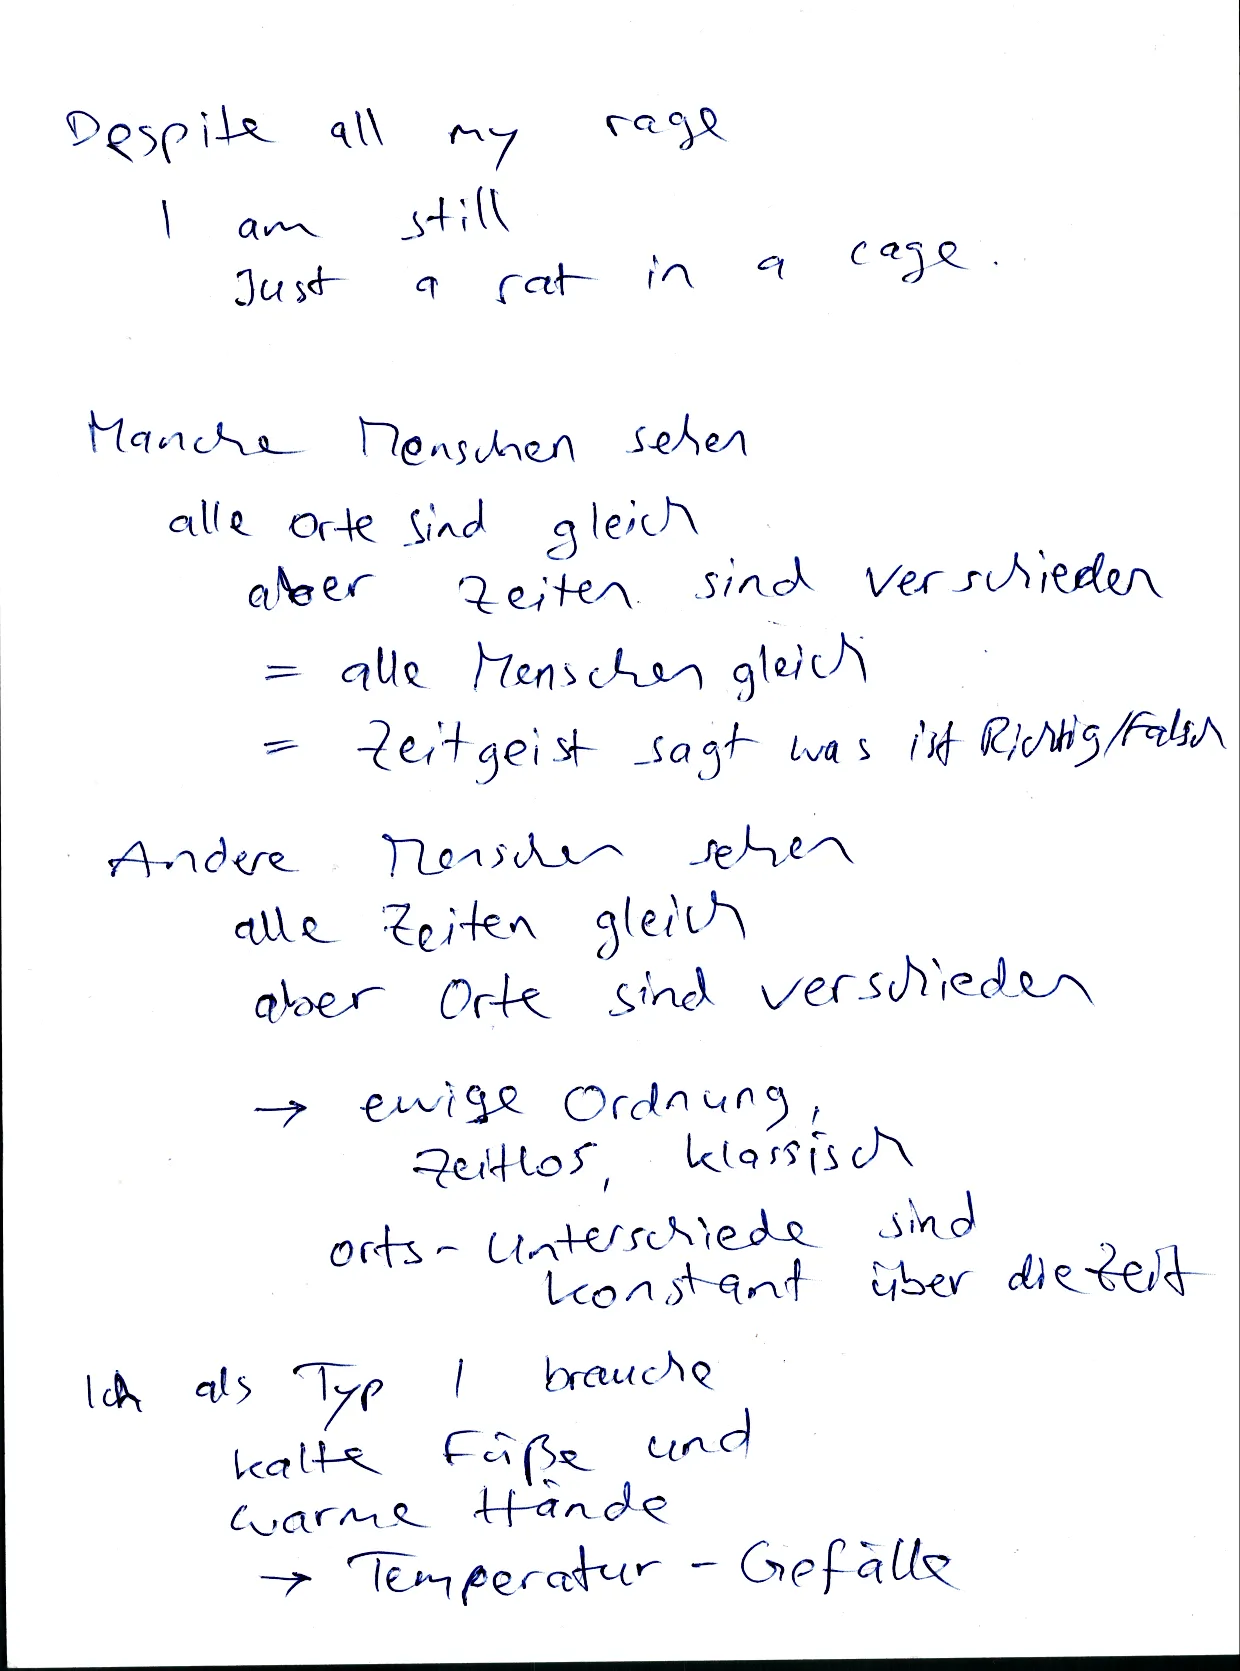 Despite all my rage
I am still
Just a rat in a cage.
Manche Menschen sehen
alle Orte sind gleich
aber Zeiten sind verschieden
= alle Menschen gleich
= Zeitgeist sagt was ist Richtig/Falsch
Andere Menschen sehen
alle Zeiten gleich
aber Orte sind verschieden
→ ewige Ordnung,
zeitlos, klassisch
orts-Unterschiede sind
konstant über die Zeit
Ich als Typ 1 brauche
kalte Füße und
warme Hände
→ Temperatur-Gefälle